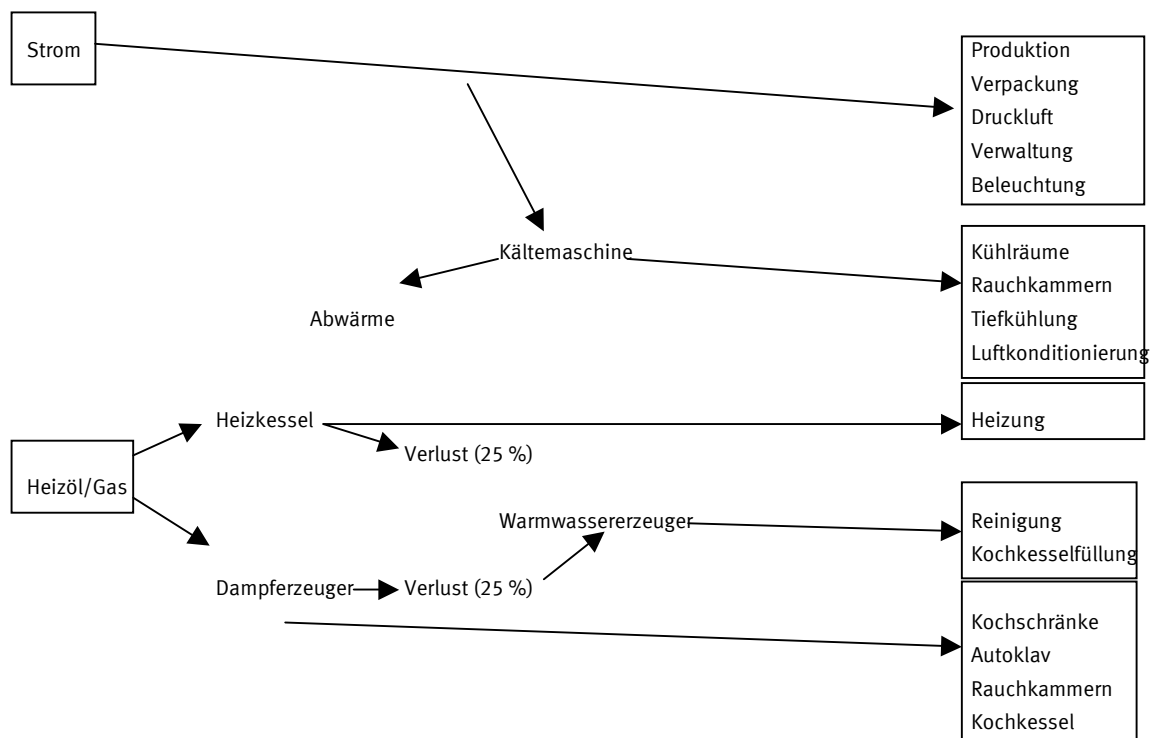 Strom
Produktion
Verpackung
Druckluft
Verwaltung
Beleuchtung
Kältemaschine
Kühlräume
Rauchkammern
Abwärme
Tiefkühlung
Luftkonditionierung
Heizkessel
Heizung
Verlust (25 %)
Heizöl/Gas
Warmwassererzeuger
Reinigung
Kochkesselfüllung
Dampferzeuger
Verlust (25 %)
Kochschränke
Autoklav
Rauchkammern
Kochkessel